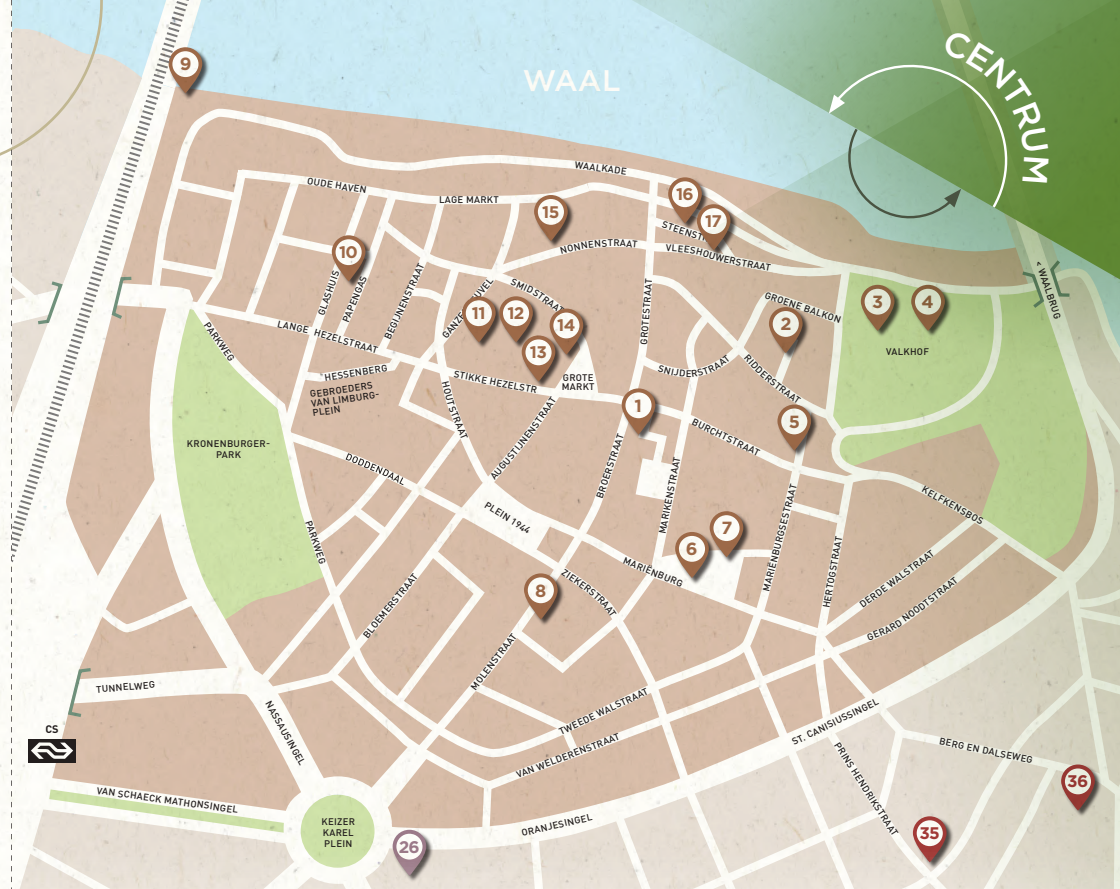 WAAL
CENTRUM
9
WAALKADE
OUDE HAVEN
LAGE MARKT
16
15
17
STEENSTR
NONNENSTRAAT
VLEESHOUWERSTRAAT
10
< WAALBRUG
GLASHUIS
PAPENGAS
BEGIJNENSTRAAT
SMIDSTRAAT
GROTESTRAAT
GROENE BALKON
3
4
2
11
12
14
13
VALKHOF
PARKWEG
LANGE HEZELSTRAAT
HESSENBERG
GEBROEDERS
VAN LIMBURG-
PLEIN
STIKKE HEZELSTR
GROTE
MARKT
SNIJDERSTRAAT
RIDDERSTRAAT
HOUTSTRAAT
AUGUSTIJNENSTRAAT
1
BURCHTSTRAAT
5
KRONENBURGER-
PARK
DODDENDAAL
BROERSTRAAT
MARIKENSTRAAT
MARIËNBURGSESTRAAT
KELFKENSBOS
PLEIN 1944
PARKWEG
6
7
MARIËNBURG
HERTOGSTRAAT
DERDE WALSTRAAT
GERARD NOODTSTRAAT
8
ZIEKERSTRAAT
BLOEMERSTRAAT
MOLENSTRAAT
TUNNELWEG
NASSAUSINGEL
TWEEDE WALSTRAAT
VAN WELDERENSTRAAT
ST. CANISIUSSINGEL
CS
PRINS HENDRIKSTRAAT
BERG EN DALSEWEG
36
VAN SCHAECK MATHONSINGEL
KEIZER
KAREL
PLEIN
ORANJESINGEL
26
35